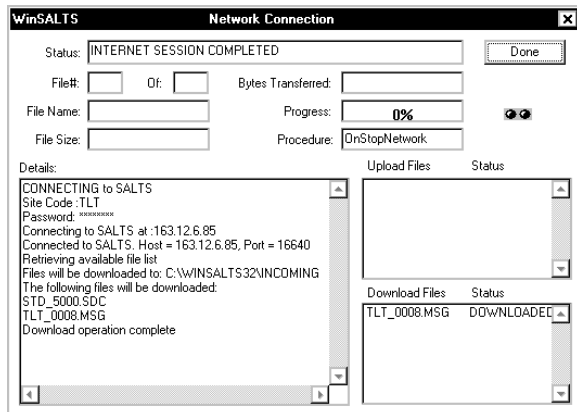 WinSALTS Network Connection
Status: INTERNET SESSION COMPLETED Done
File#: Of: Bytes Transferred:
File Name: Progress: 0%
File Size: Procedure: OnStopNetwork
Details: Upload Files Status
CONNECTING to SALTS
Site Code :TLT
Password: ********
Connecting to SALTS at :163.12.6.85
Connected to SALTS. Host = 163.12.6.85, Port = 16640
Retrieving available file list
Files will be downloaded to: C:\WINSALTS32\INCOMING
The following files will be downloaded:
STD_5000.SDC
TLT_0008.MSG
Download operation complete
Download Files Status
TLT_0008.MSG DOWNLOADED